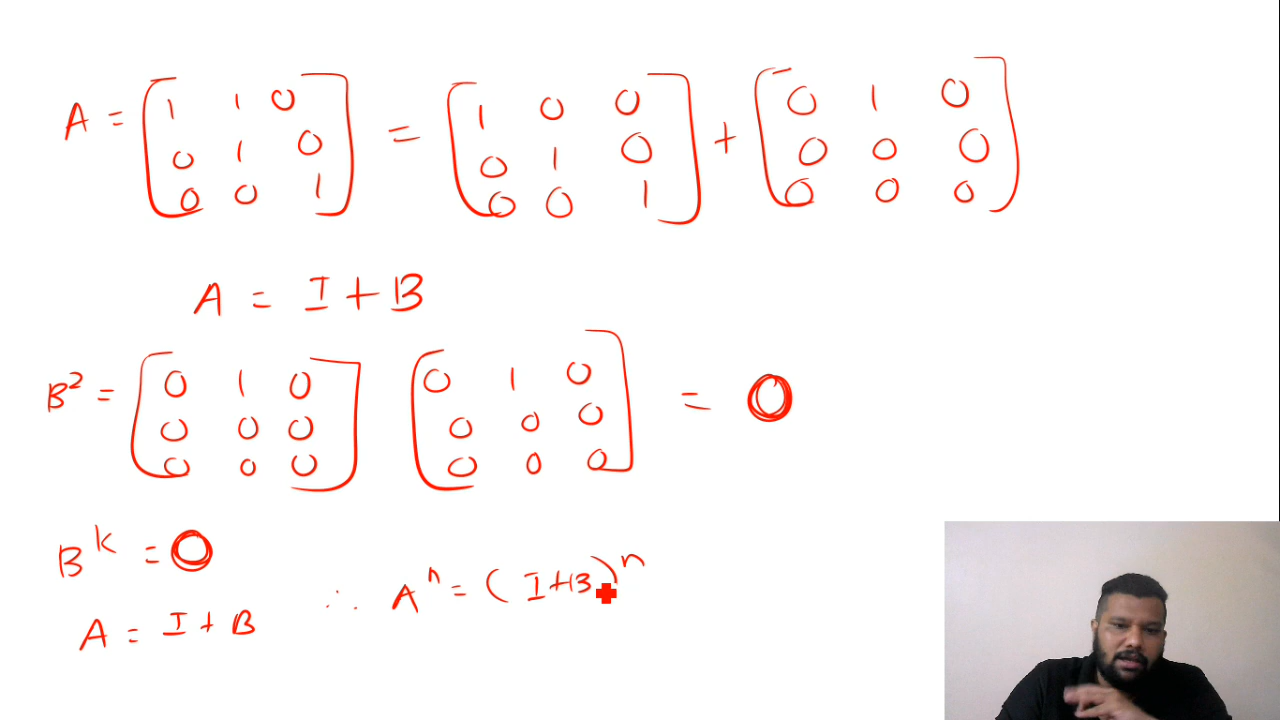 A = [1 1 0 = [1 0 0 + [0 1 0
0 1 0] 0 1 0] 0 0 0]
0 0 1 0 0 1 0 0 0
A = I + B
B² = [0 1 0 [0 1 0 = O
0 0 0] 0 0 0]
0 0 0 0 0 0
Bᵏ = O
A = I + B ∴ Aⁿ = (I+B)ⁿ